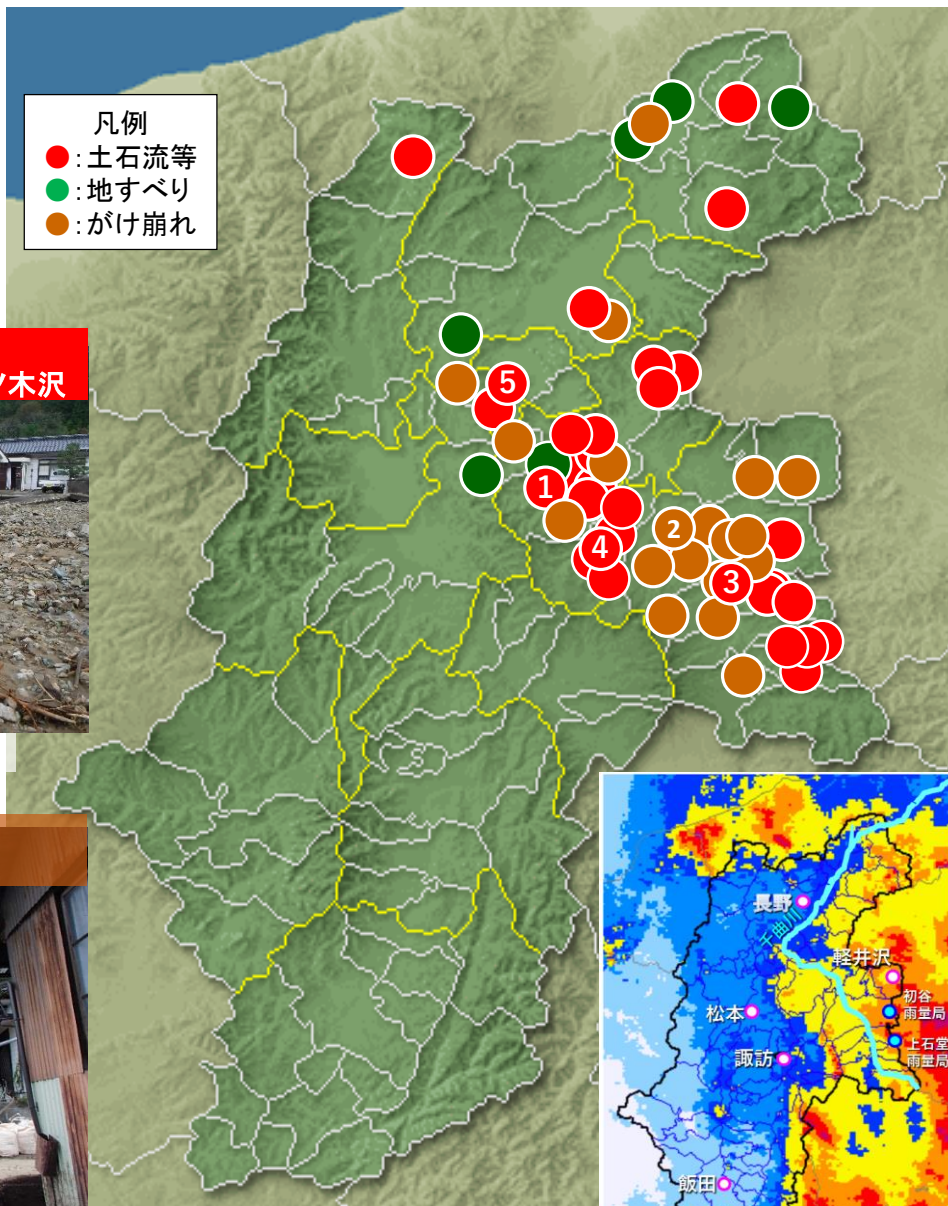 凡例
:土石流等
:地すべり
:がけ崩れ
ノ木沢
5
1
2
4
3
長野
千曲川
軽井沢
初谷
雨量局
松本
上石堂
雨量局
諏訪
飯田